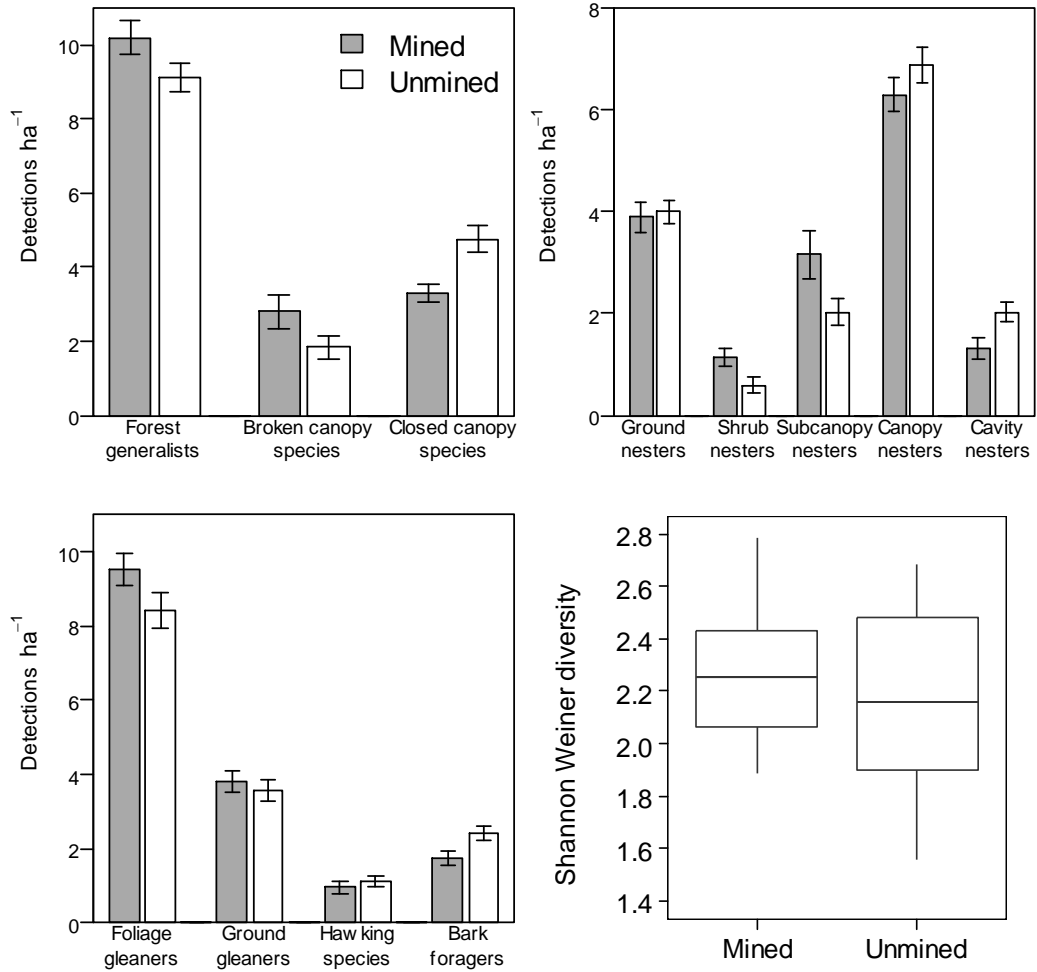 10
8
6
4
2
0
Detections ha⁻¹
Mined
Unmined
Forest generalists
Broken canopy species
Closed canopy species
8
6
4
2
0
Detections ha⁻¹
Ground nesters
Shrub nesters
Subcanopy nesters
Canopy nesters
Cavity nesters
10
8
6
4
2
0
Detections ha⁻¹
Foliage gleaners
Ground gleaners
Hawking species
Bark foragers
2.8
2.6
2.4
2.2
2.0
1.8
1.6
1.4
Shannon Weiner diversity
Mined
Unmined